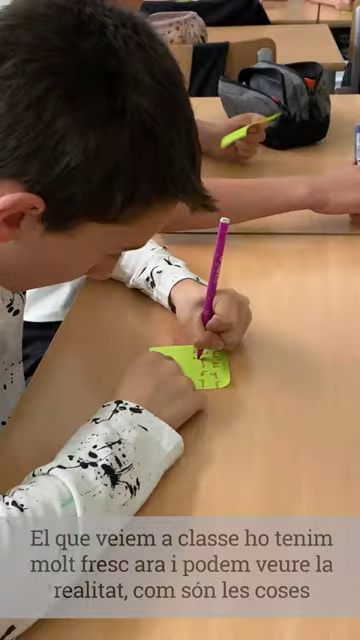 El que veiem a classe ho tenim
molt fresc ara i podem veure la
realitat, com són les coses